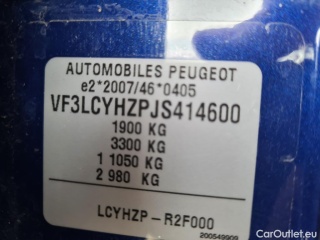 AUTOMOBILES PEUGEOT
e2*2007/46*0405
VF3LCYHZPJS414600
1900 KG
3300 KG
1 1050 KG
2 980 KG
LCYHZP-R2F000
200549909
CarOutlet.eu